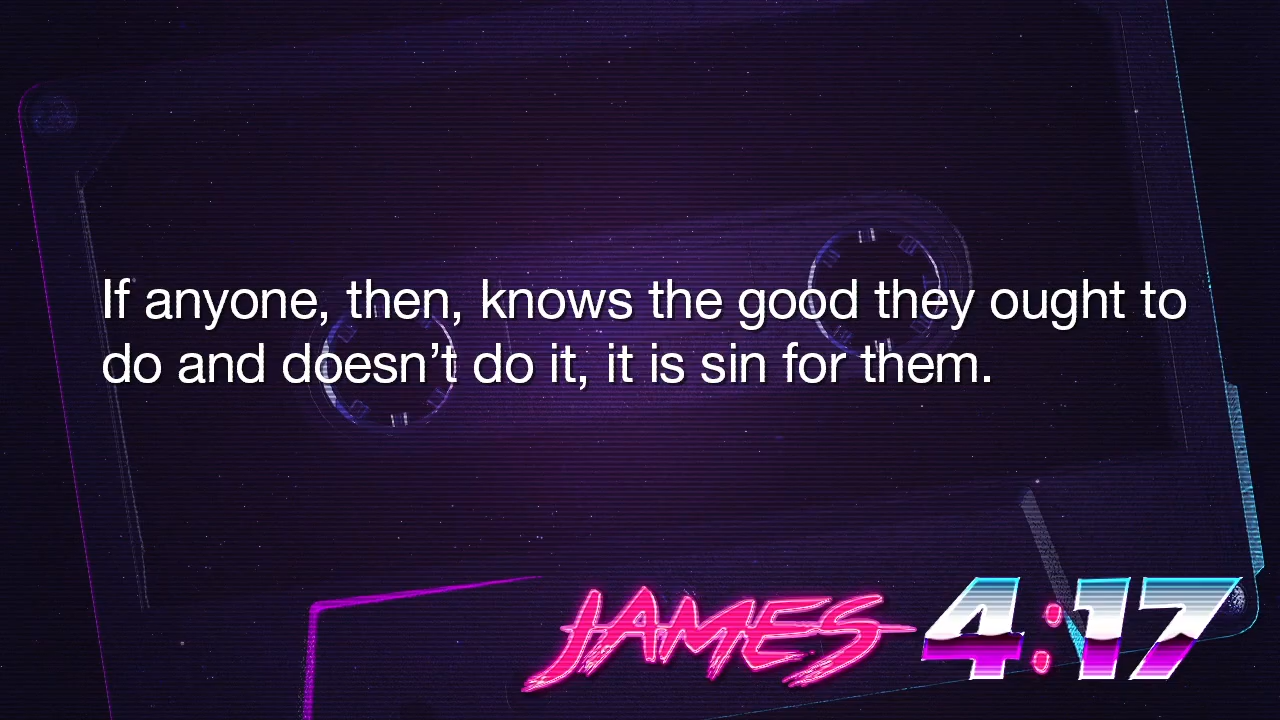 If anyone, then, knows the good they ought to
do and doesn’t do it, it is sin for them.
JAMES 4:17